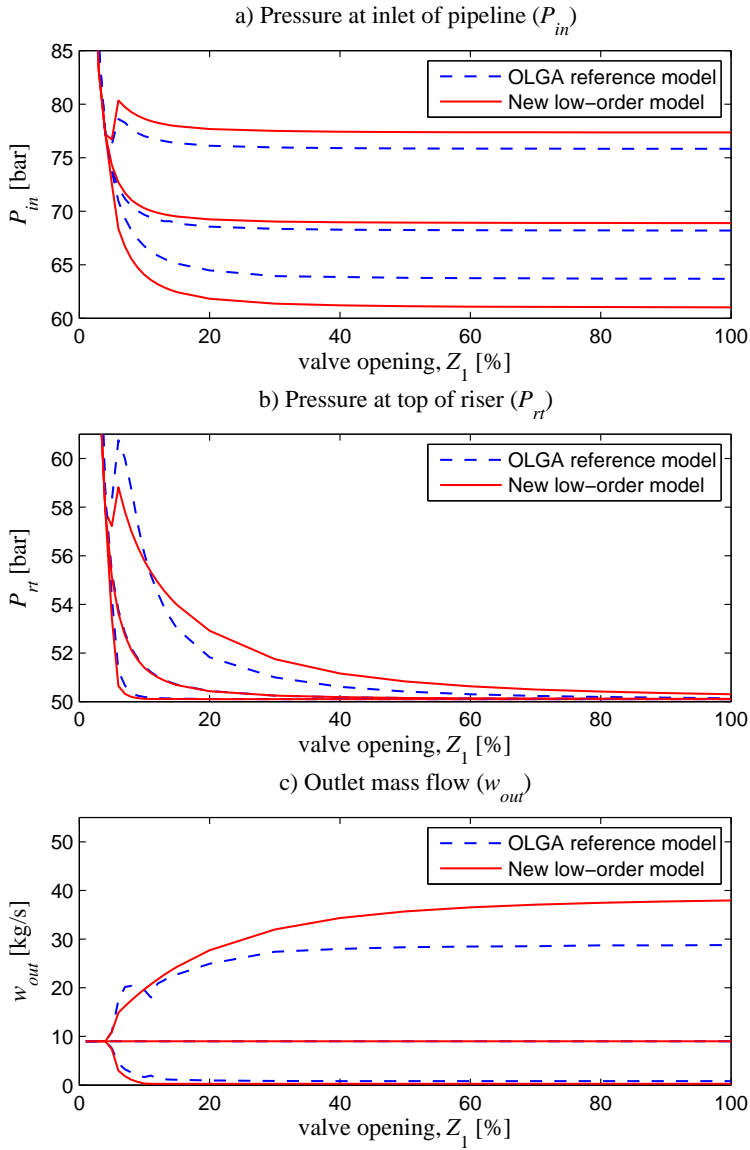 a) Pressure at inlet of pipeline (P_in)
85
80
75
70
65
60
P_in [bar]
OLGA reference model
New low−order model
0 20 40 60 80 100
valve opening, Z_1 [%]
b) Pressure at top of riser (P_rt)
60
58
56
54
52
50
P_rt [bar]
OLGA reference model
New low−order model
0 20 40 60 80 100
valve opening, Z_1 [%]
c) Outlet mass flow (w_out)
50
40
30
20
10
0
w_out [kg/s]
OLGA reference model
New low−order model
0 20 40 60 80 100
valve opening, Z_1 [%]